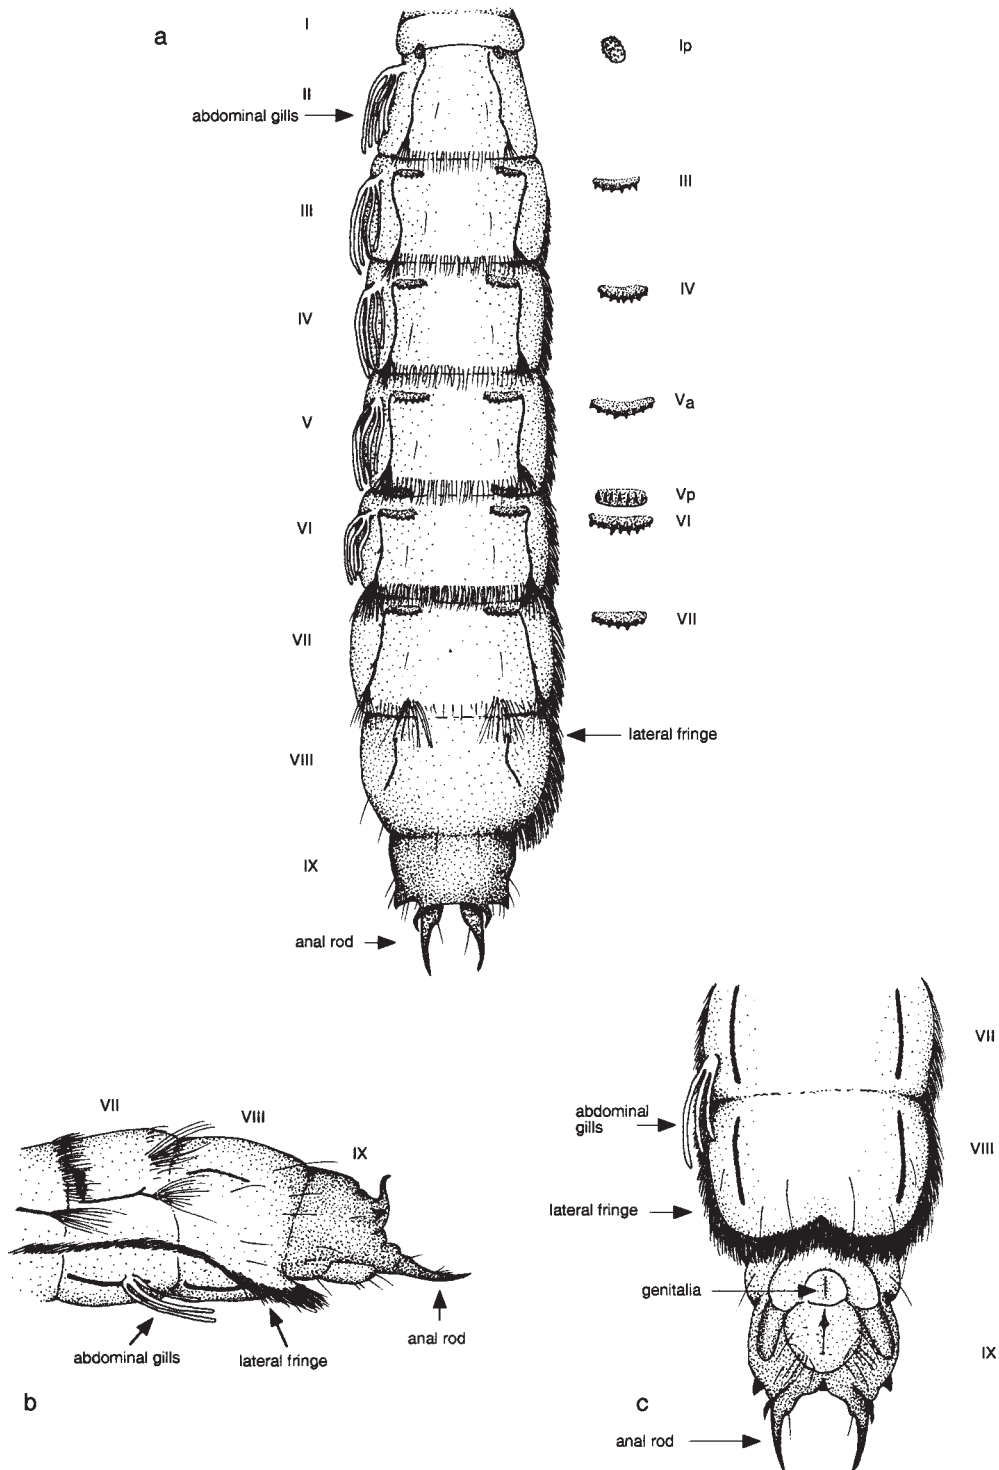 a
I
Ip
II
abdominal gills
III
III
IV
IV
V
Va
Vp
VI
VI
VII
VII
lateral fringe
VIII
IX
anal rod
VII
VIII
IX
abdominal gills
lateral fringe
anal rod
b
VII
abdominal
gills
VIII
lateral fringe
genitalia
IX
c
anal rod